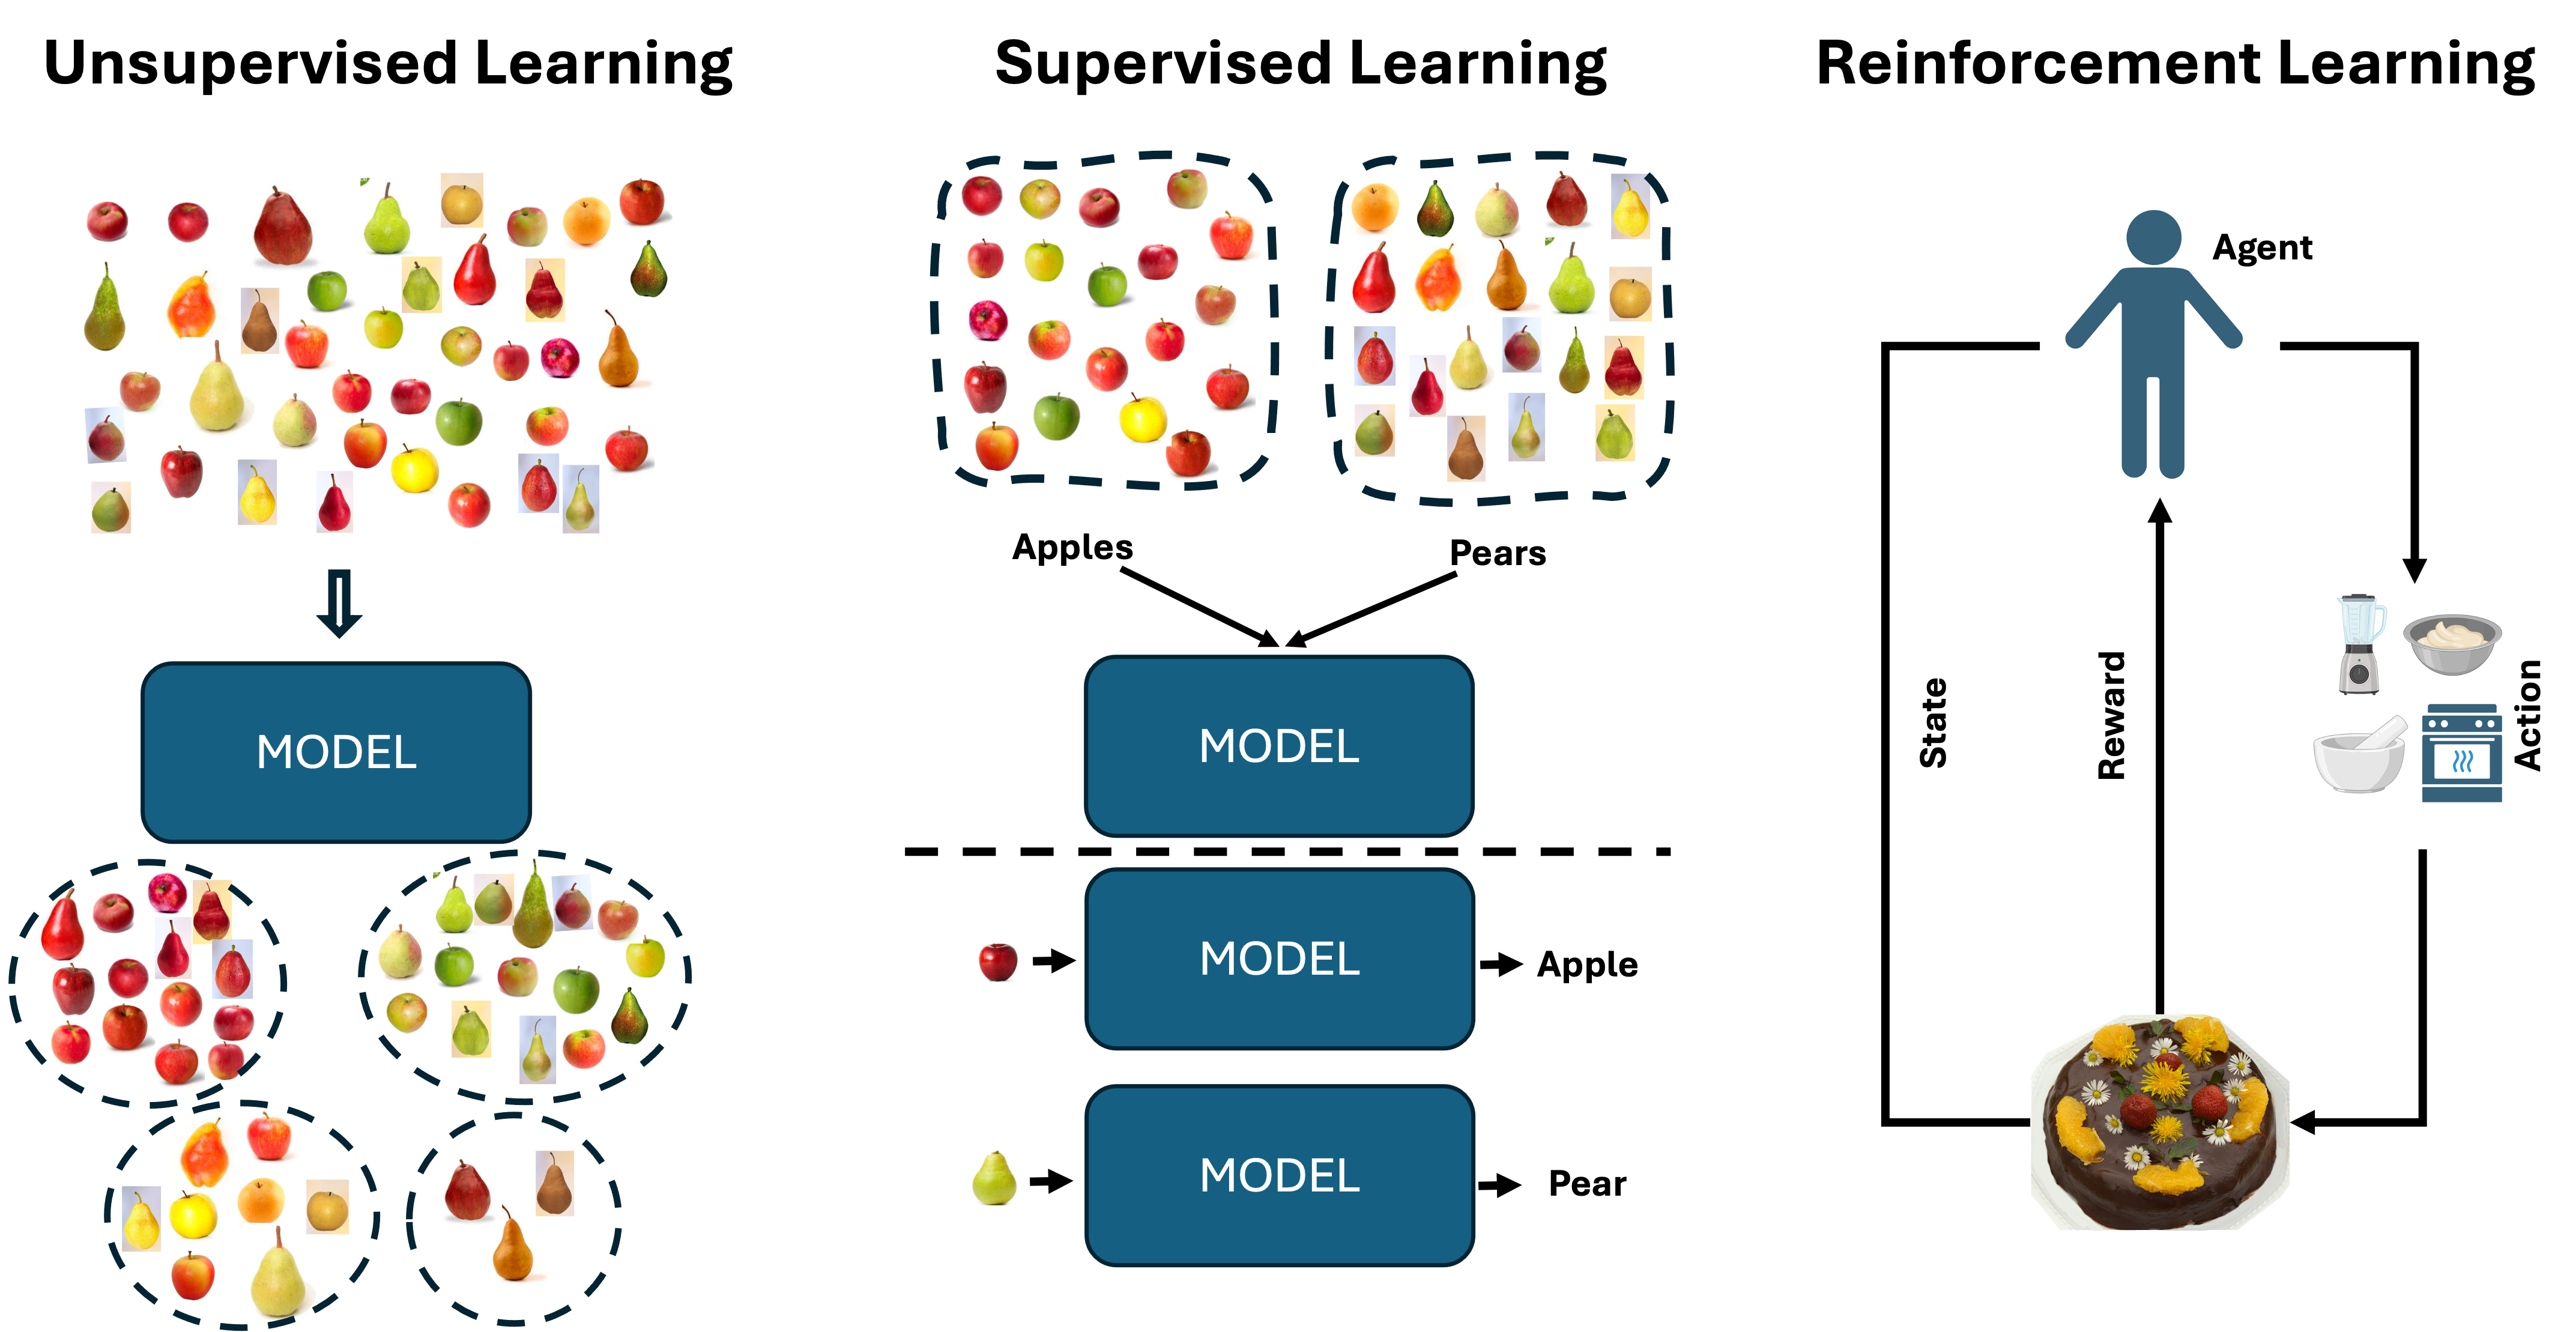 Unsupervised Learning
MODEL
Supervised Learning
Apples
Pears
MODEL
MODEL
Apple
MODEL
Pear
Reinforcement Learning
Agent
State
Reward
Action